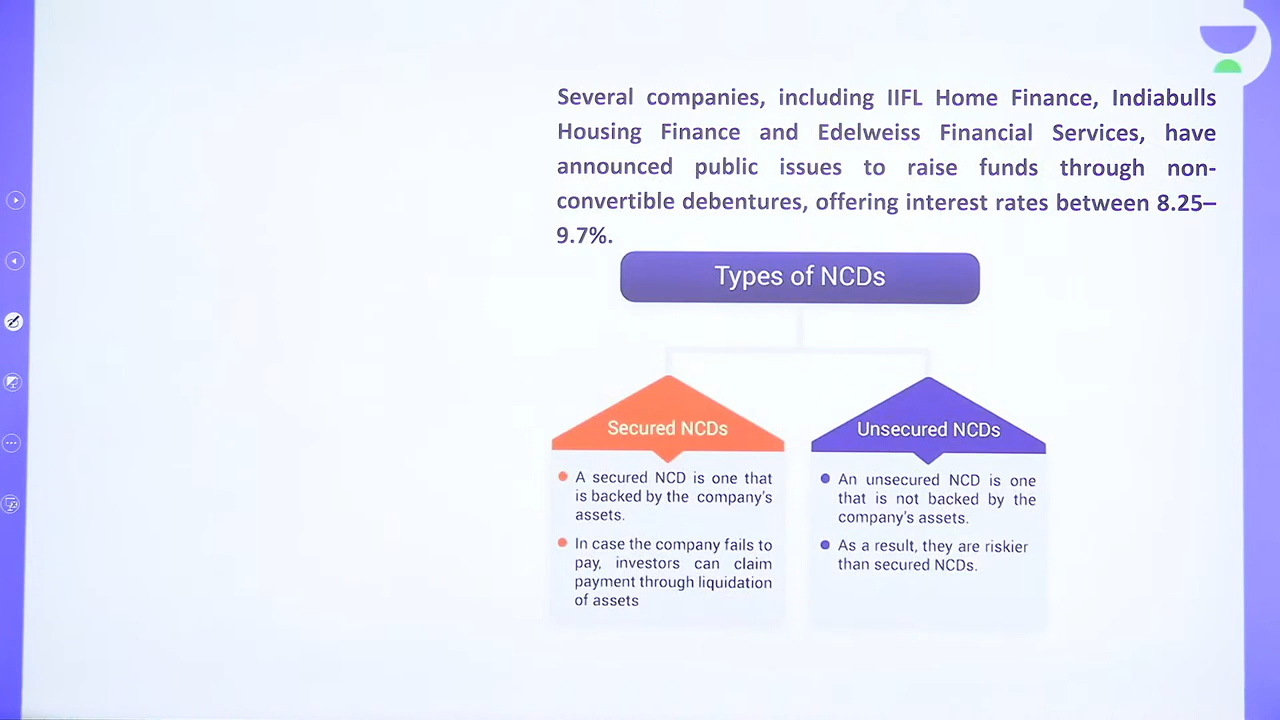 Several companies, including IIFL Home Finance, Indiabulls
Housing Finance and Edelweiss Financial Services, have
announced public issues to raise funds through non-
convertible debentures, offering interest rates between 8.25–
9.7%.
Types of NCDs
Secured NCDs
A secured NCD is one that
is backed by the company's
assets.
In case the company fails to
pay, investors can claim
payment through liquidation
of assets
Unsecured NCDs
An unsecured NCD is one
that is not backed by the
company's assets.
As a result, they are riskier
than secured NCDs.